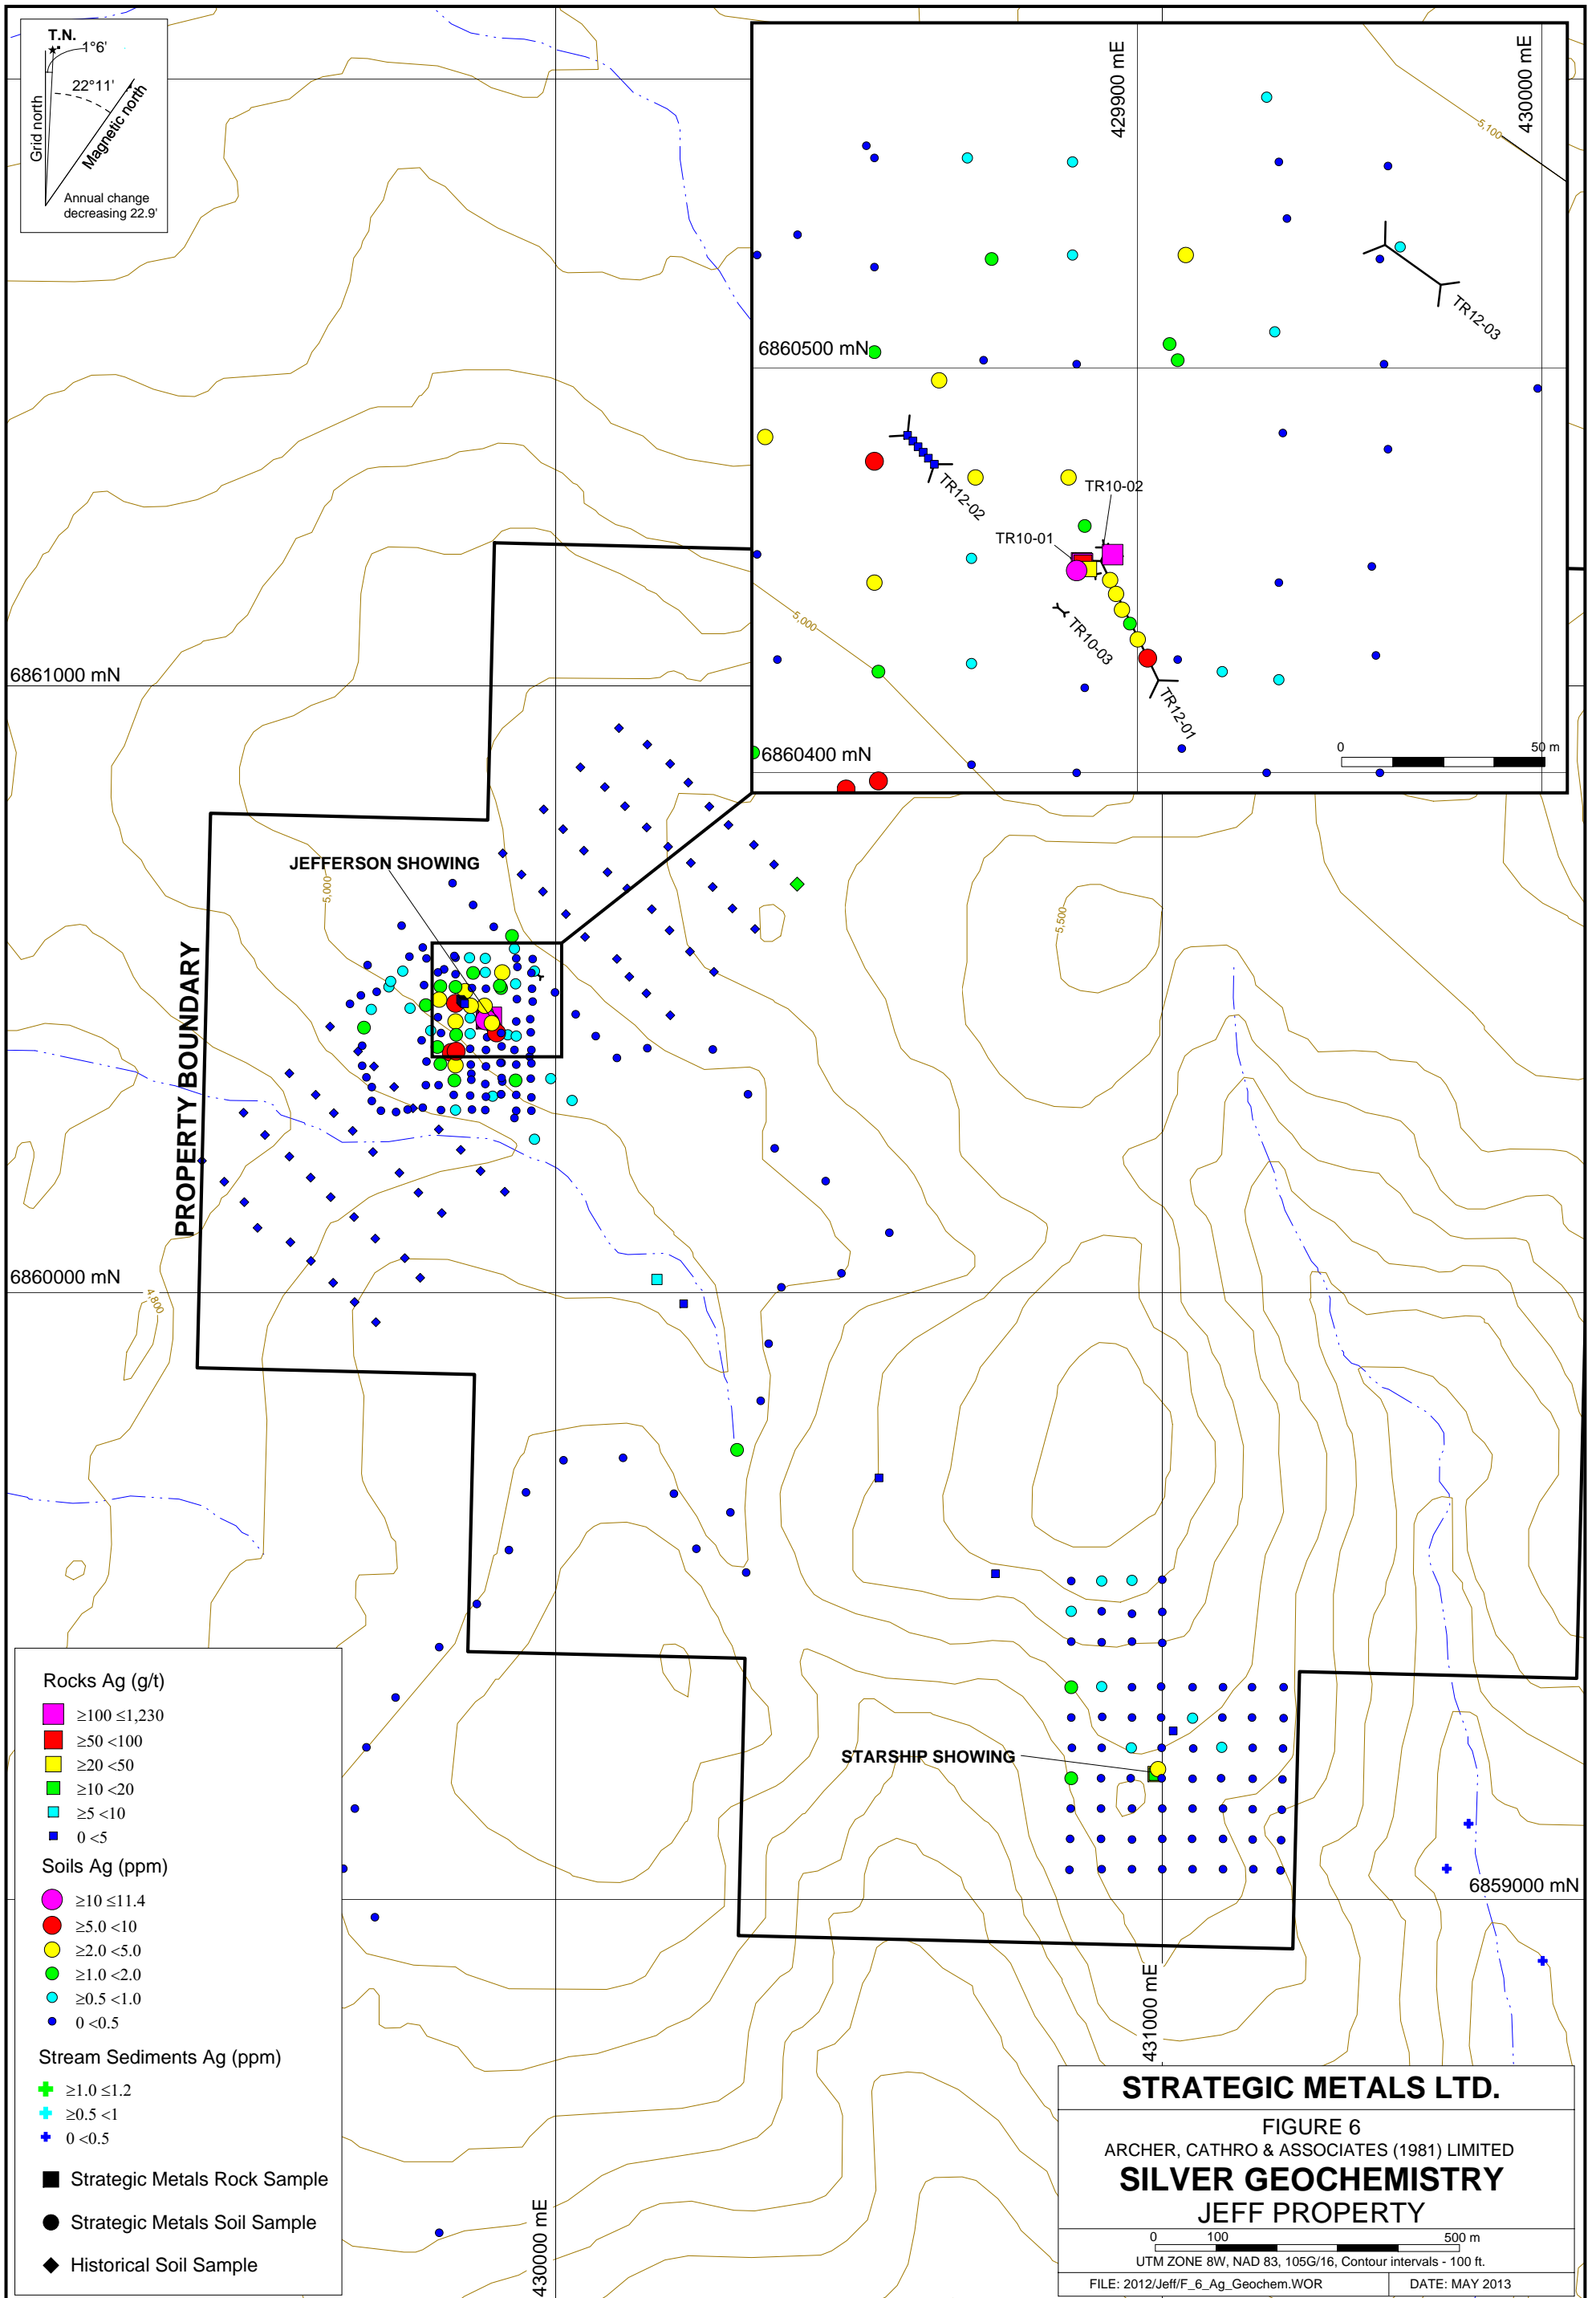 T.N.
1°6'
22°11'
Grid north
Magnetic north
Annual change
decreasing 22.9'
429900 mE
430000 mE
5,100
TR12-03
6860500 mN
TR12-02
TR10-02
TR10-01
TR10-03
5,000
TR12-01
6860400 mN
0 50 m
6861000 mN
JEFFERSON SHOWING
5,000
5,500
PROPERTY BOUNDARY
6860000 mN
4,800
STARSHIP SHOWING
6859000 mN
431000 mE
430000 mE
Rocks Ag (g/t)
≥100 ≤1,230
≥50 <100
≥20 <50
≥10 <20
≥5 <10
0 <5
Soils Ag (ppm)
≥10 ≤11.4
≥5.0 <10
≥2.0 <5.0
≥1.0 <2.0
≥0.5 <1.0
0 <0.5
Stream Sediments Ag (ppm)
≥1.0 ≤1.2
≥0.5 <1
0 <0.5
Strategic Metals Rock Sample
Strategic Metals Soil Sample
Historical Soil Sample
STRATEGIC METALS LTD.
FIGURE 6
ARCHER, CATHRO & ASSOCIATES (1981) LIMITED
SILVER GEOCHEMISTRY
JEFF PROPERTY
0 100 500 m
UTM ZONE 8W, NAD 83, 105G/16, Contour intervals - 100 ft.
FILE: 2012/Jeff/F_6_Ag_Geochem.WOR DATE: MAY 2013